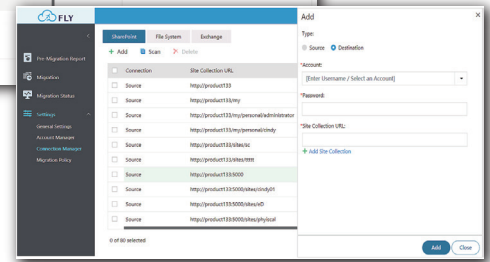 FLY
Pre-Migration Report
Migration
Migration Status
Settings
General Settings
Account Manager
Connection Manager
Migration Policy
SharePoint File System Exchange
+ Add Scan Delete
Connection Site Collection URL
Source http://product133
Source http://product133/my
Source http://product133/my/personal/administrator
Source http://product133/my/personal/cindy
Source http://product133/sites/sc
Source
Source http://product133:5000
Source http://product133:5000/sites/cindy01
Source http://product133:5000/sites/eD
Source http://product133:5000/sites/phyiscal
0 of 80 selected
Add
Type:
Source Destination
*Account:
[Enter Username / Select an Account]
*Password:
*Site Collection URL:
+ Add Site Collection
Add Close